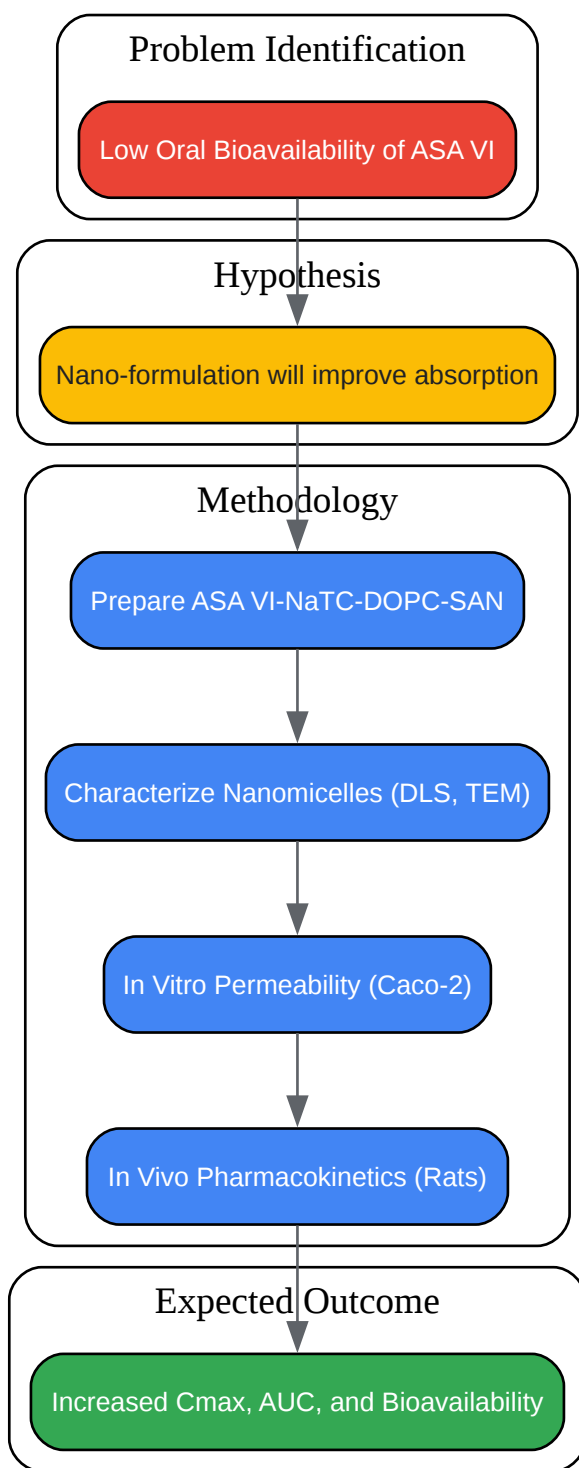 Problem Identification
Low Oral Bioavailability of ASA VI
Hypothesis
Nano-formulation will improve absorption
Methodology
Prepare ASA VI-NaTC-DOPC-SAN
Characterize Nanomicelles (DLS, TEM)
In Vitro Permeability (Caco-2)
In Vivo Pharmacokinetics (Rats)
Expected Outcome
Increased Cmax, AUC, and Bioavailability